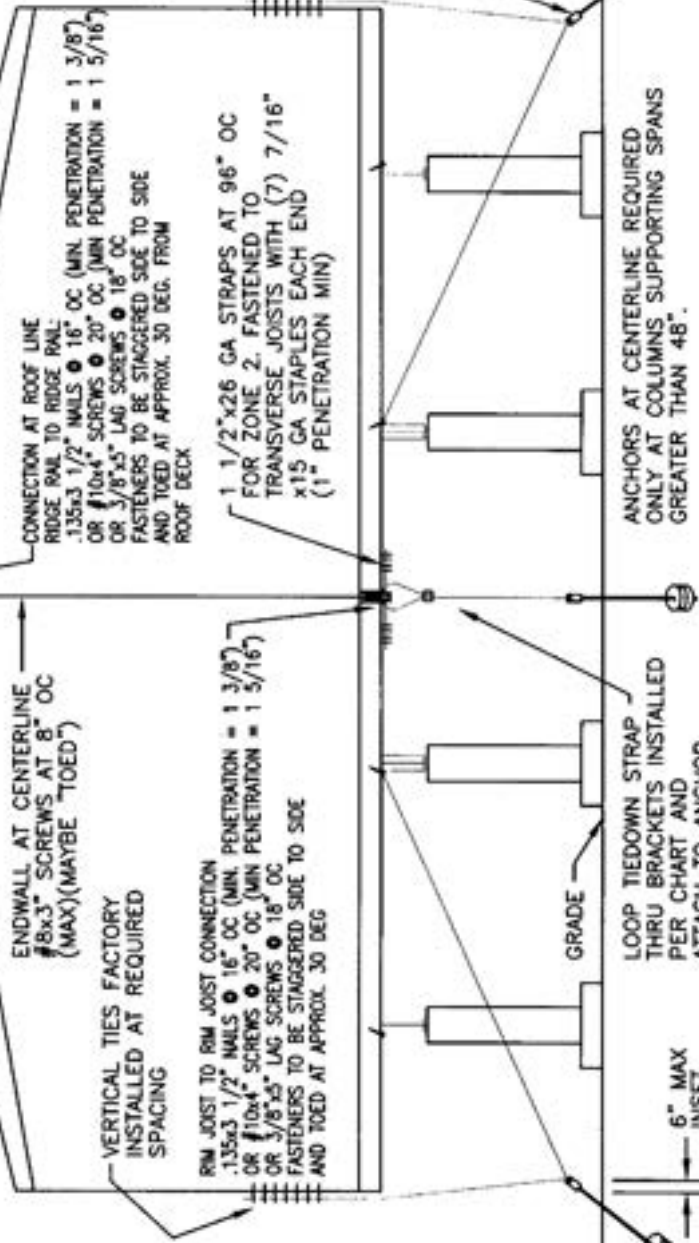 ENDWALL AT CENTERLINE
#8x3" SCREWS AT 8" OC
(MAX)(MAYBE "TOED")
VERTICAL TIES FACTORY
INSTALLED AT REQUIRED
SPACING
RIM JOIST TO RIM JOIST CONNECTION
.135x3 1/2" NAILS @ 16" OC (MIN. PENETRATION = 1 3/8")
OR #10x4" SCREWS @ 20" OC (MIN PENETRATION = 1 5/16")
OR 3/8"x5" LAG SCREWS @ 18" OC
FASTENERS TO BE STAGGERED SIDE TO SIDE
AND TOED AT APPROX. 30 DEG
CONNECTION AT ROOF LINE
RIDGE RAIL TO RIDGE RAIL:
.135x3 1/2" NAILS @ 16" OC (MIN. PENETRATION = 1 3/8")
OR #10x4" SCREWS @ 20" OC (MIN PENETRATION = 1 5/16")
OR 3/8"x5" LAG SCREWS @ 18" OC
FASTENERS TO BE STAGGERED SIDE TO SIDE
AND TOED AT APPROX. 30 DEG. FROM
ROOF DECK
1 1/2"x26 GA STRAPS AT 96" OC
FOR ZONE 2. FASTENED TO
TRANSVERSE JOISTS WITH (7) 7/16"
x15 GA STAPLES EACH END
(1" PENETRATION MIN)
GRADE
6" MAX
INSET
LOOP TIEDOWN STRAP
THRU BRACKETS INSTALLED
PER CHART AND
ATTACH TO ANCHOR
ANCHORS AT CENTERLINE REQUIRED
ONLY AT COLUMNS SUPPORTING SPANS
GREATER THAN 48".